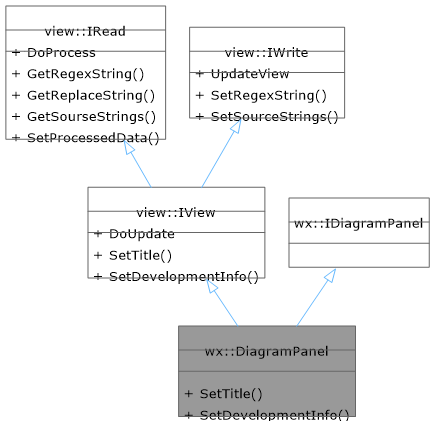 view::IRead
+ DoProcess
+ GetRegexString()
+ GetReplaceString()
+ GetSourseStrings()
+ SetProcessedData()
view::IWrite
+ UpdateView
+ SetRegexString()
+ SetSourceStrings()
view::IView
+ DoUpdate
+ SetTitle()
+ SetDevelopmentInfo()
wx::IDiagramPanel
wx::DiagramPanel
+ SetTitle()
+ SetDevelopmentInfo()